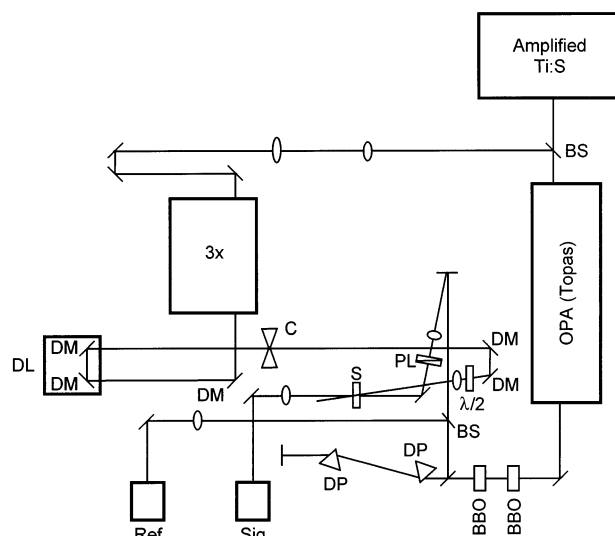 Amplified
Ti:S
BS
3x
OPA (Topas)
C
DM
DM
DL
PL
S
DM
DM
DM
λ/2
BS
DP
DP
BBO
BBO
Ref
Sig